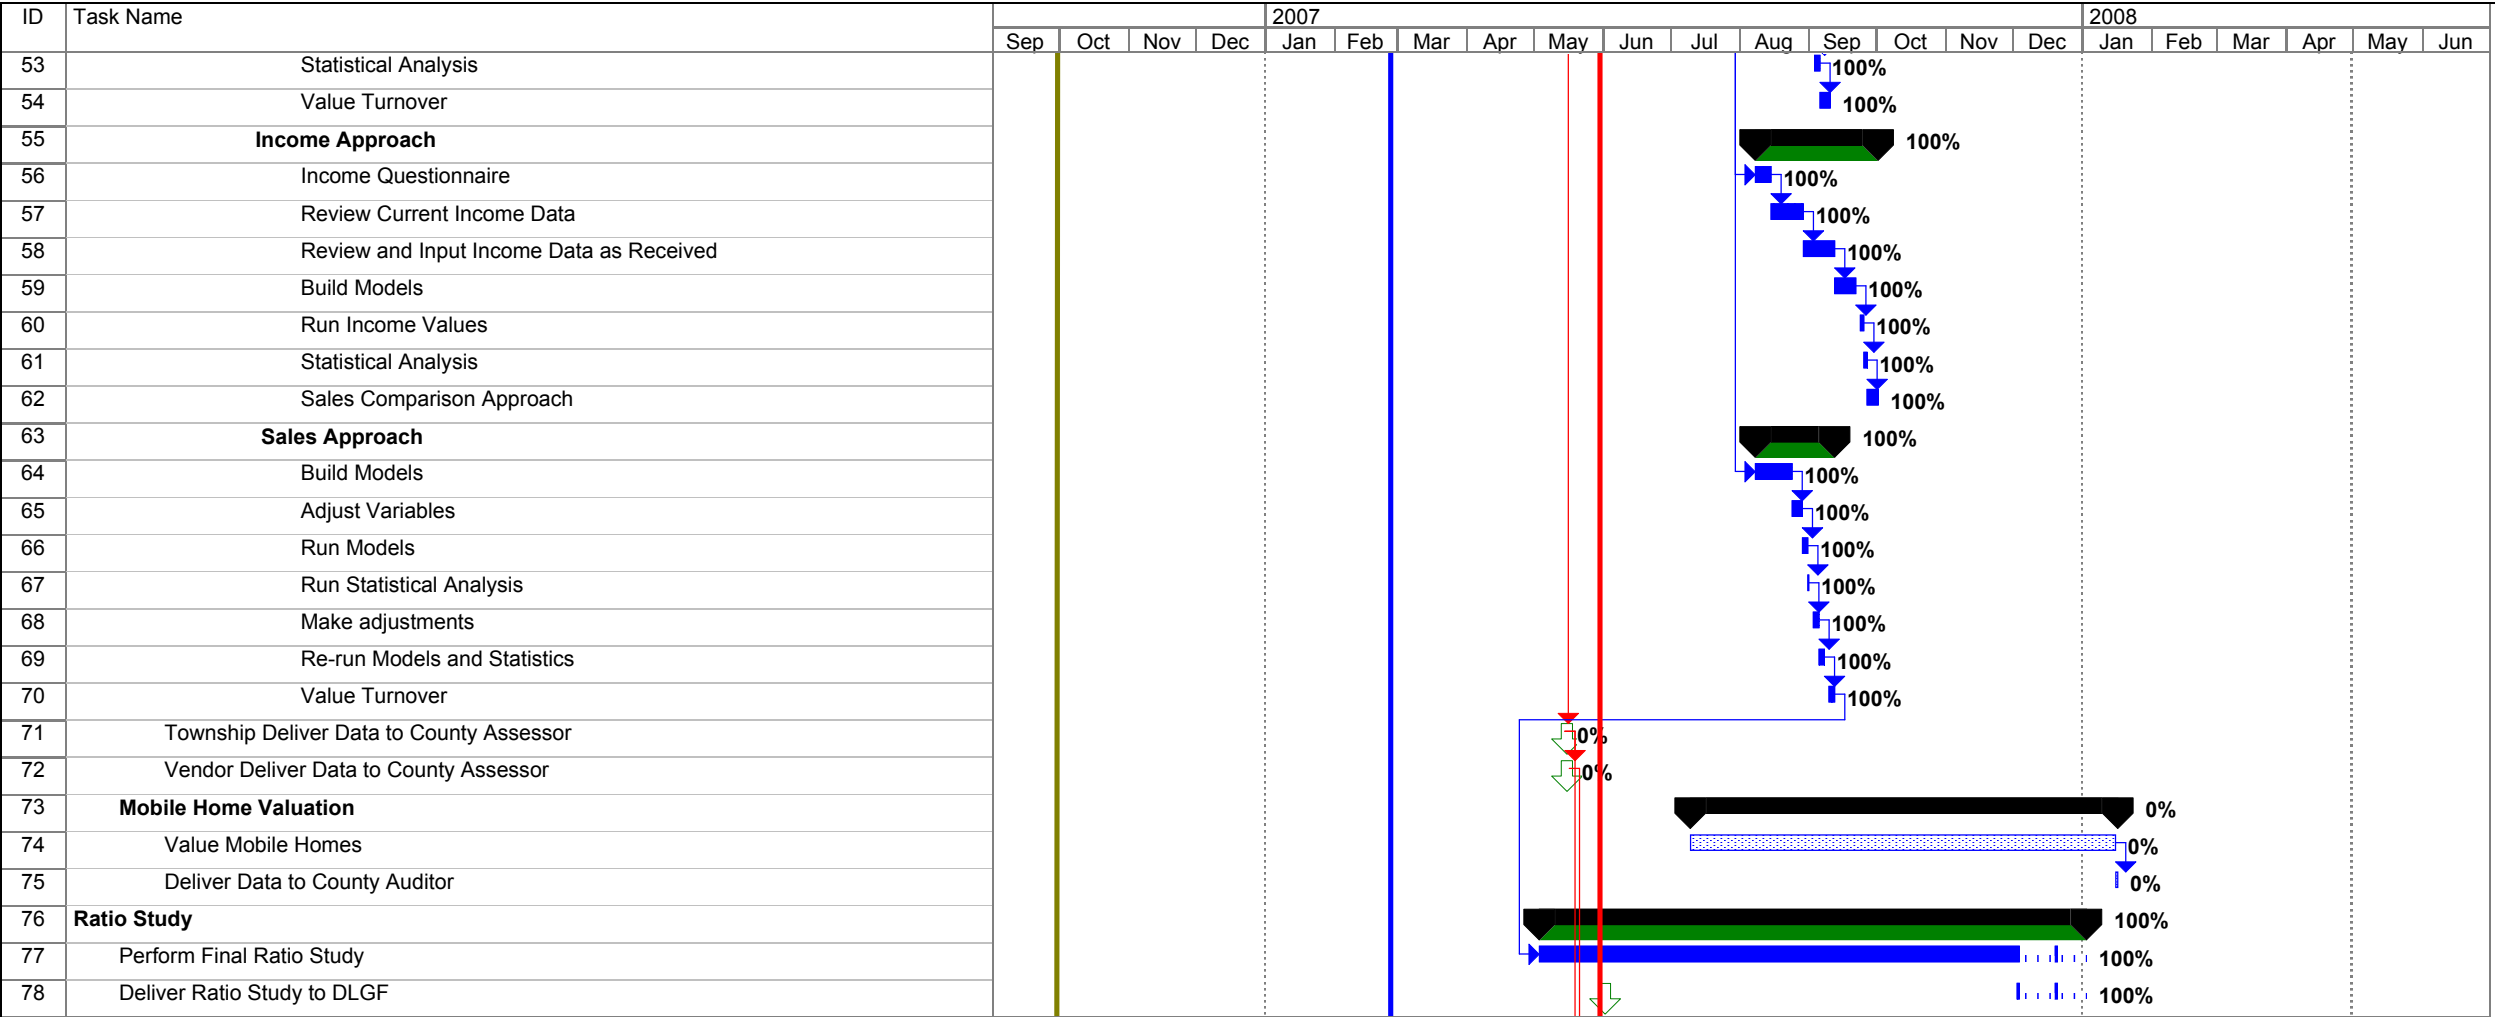 ID Task Name 2007 2008
Sep Oct Nov Dec Jan Feb Mar Apr May Jun Jul Aug Sep Oct Nov Dec Jan Feb Mar Apr May Jun
53 Statistical Analysis 100%
54 Value Turnover 100%
55 Income Approach 100%
56 Income Questionnaire 100%
57 Review Current Income Data 100%
58 Review and Input Income Data as Received 100%
59 Build Models 100%
60 Run Income Values 100%
61 Statistical Analysis 100%
62 Sales Comparison Approach 100%
63 Sales Approach 100%
64 Build Models 100%
65 Adjust Variables 100%
66 Run Models 100%
67 Run Statistical Analysis 100%
68 Make adjustments 100%
69 Re-run Models and Statistics 100%
70 Value Turnover 100%
71 Township Deliver Data to County Assessor 0%
72 Vendor Deliver Data to County Assessor 0%
73 Mobile Home Valuation 0%
74 Value Mobile Homes 0%
75 Deliver Data to County Auditor 0%
76 Ratio Study 100%
77 Perform Final Ratio Study 100%
78 Deliver Ratio Study to DLGF 100%